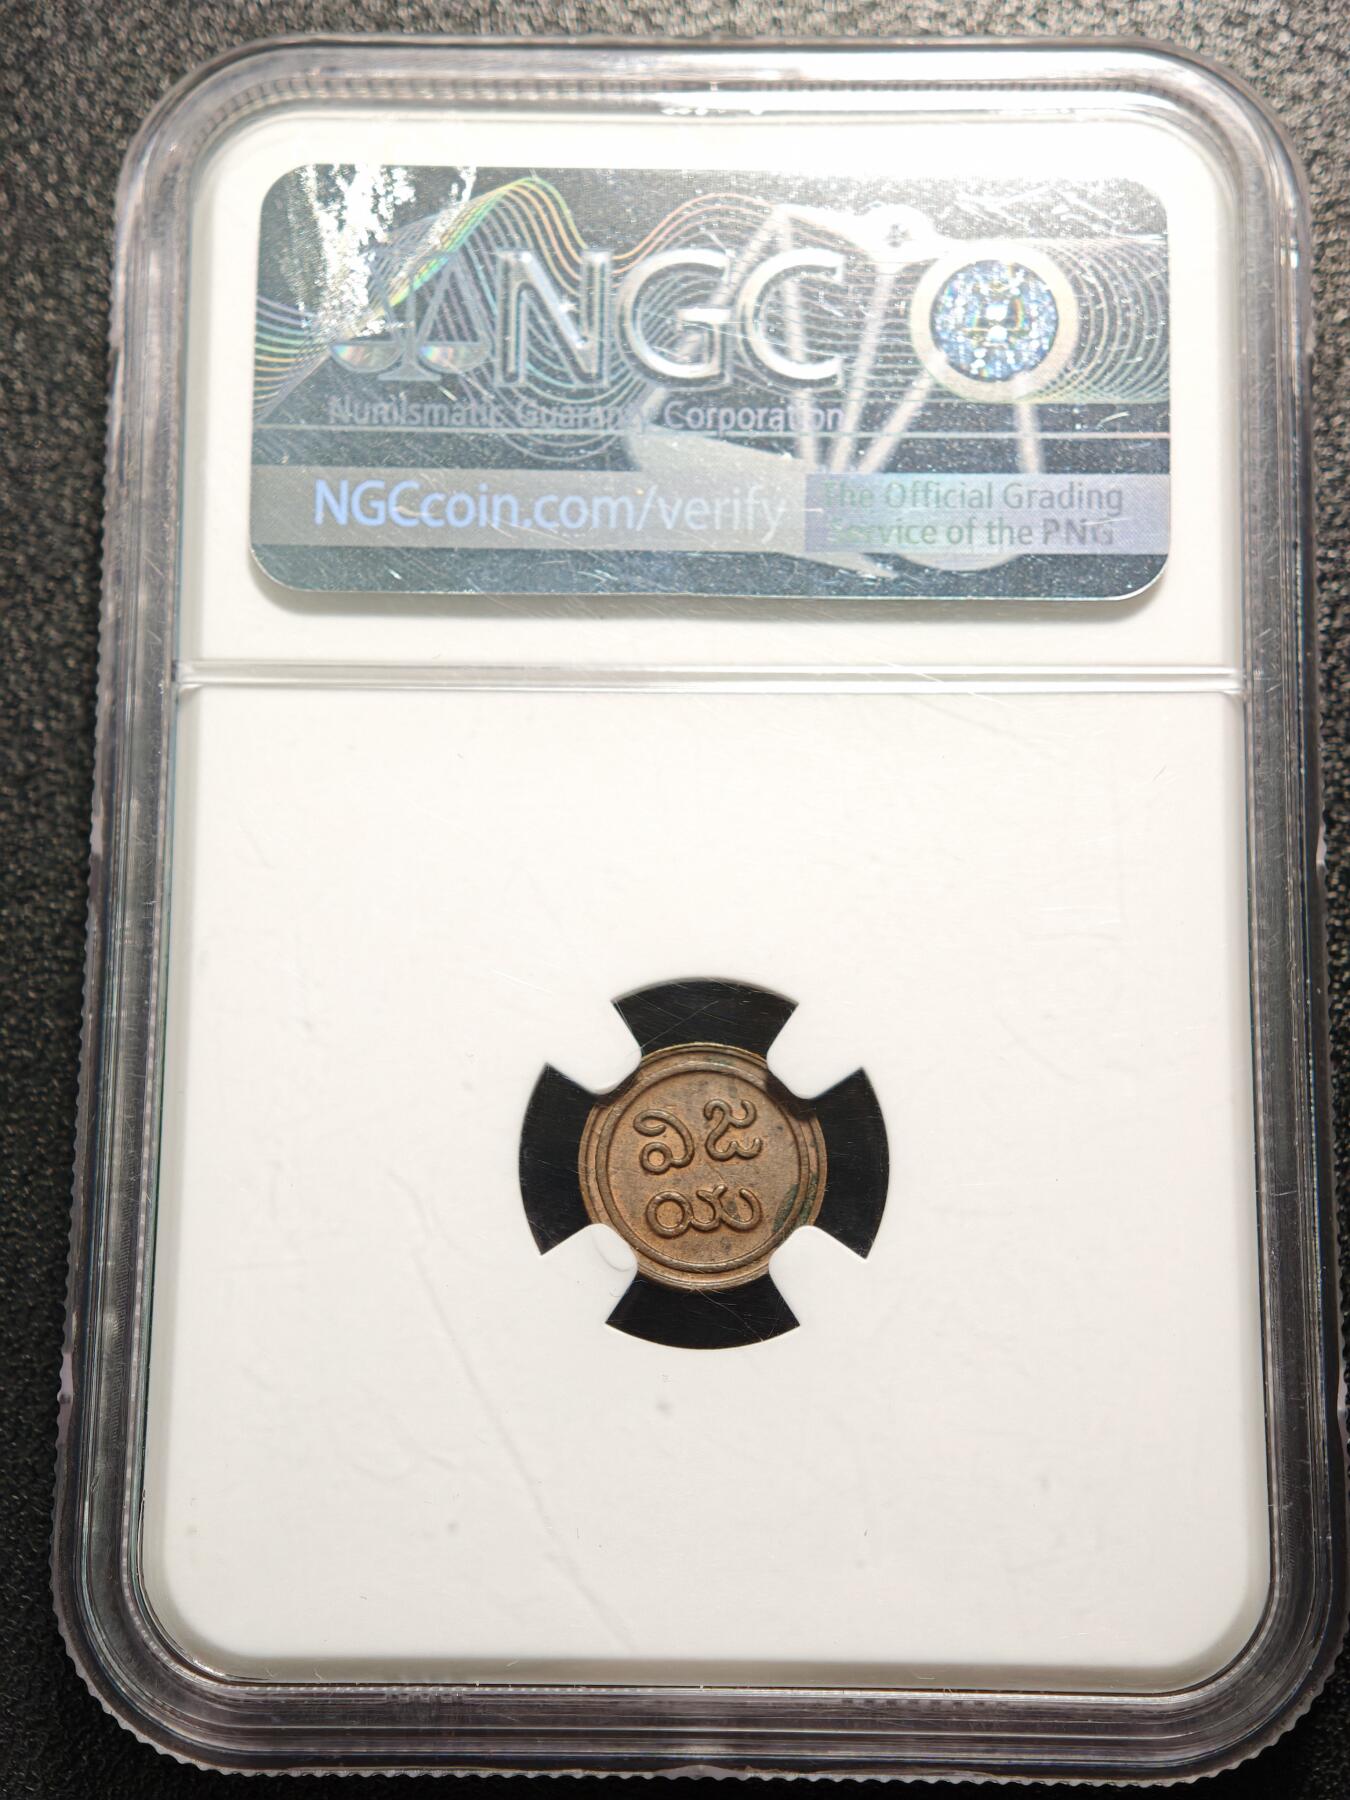 NGC
Numismatic Guaranty Corporation
NGCcoin.com/verify
The Official Grading
Service of the PNG
విజ
య